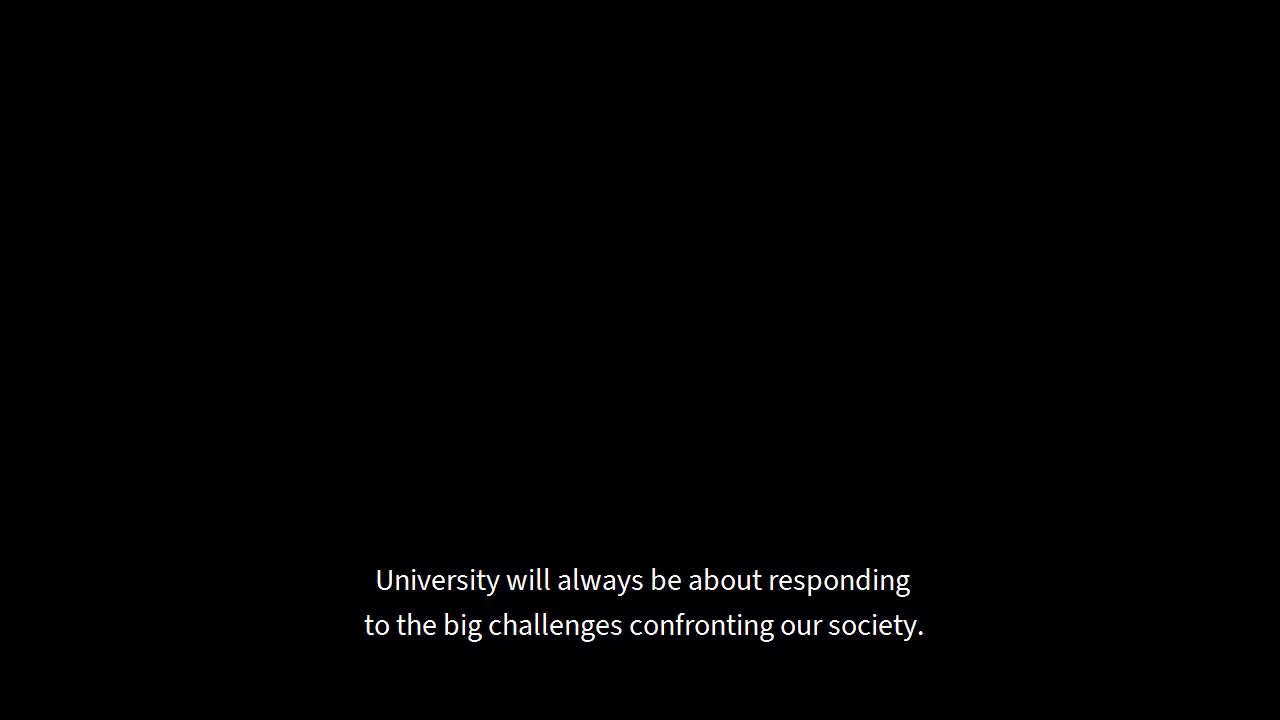 University will always be about responding
to the big challenges confronting our society.